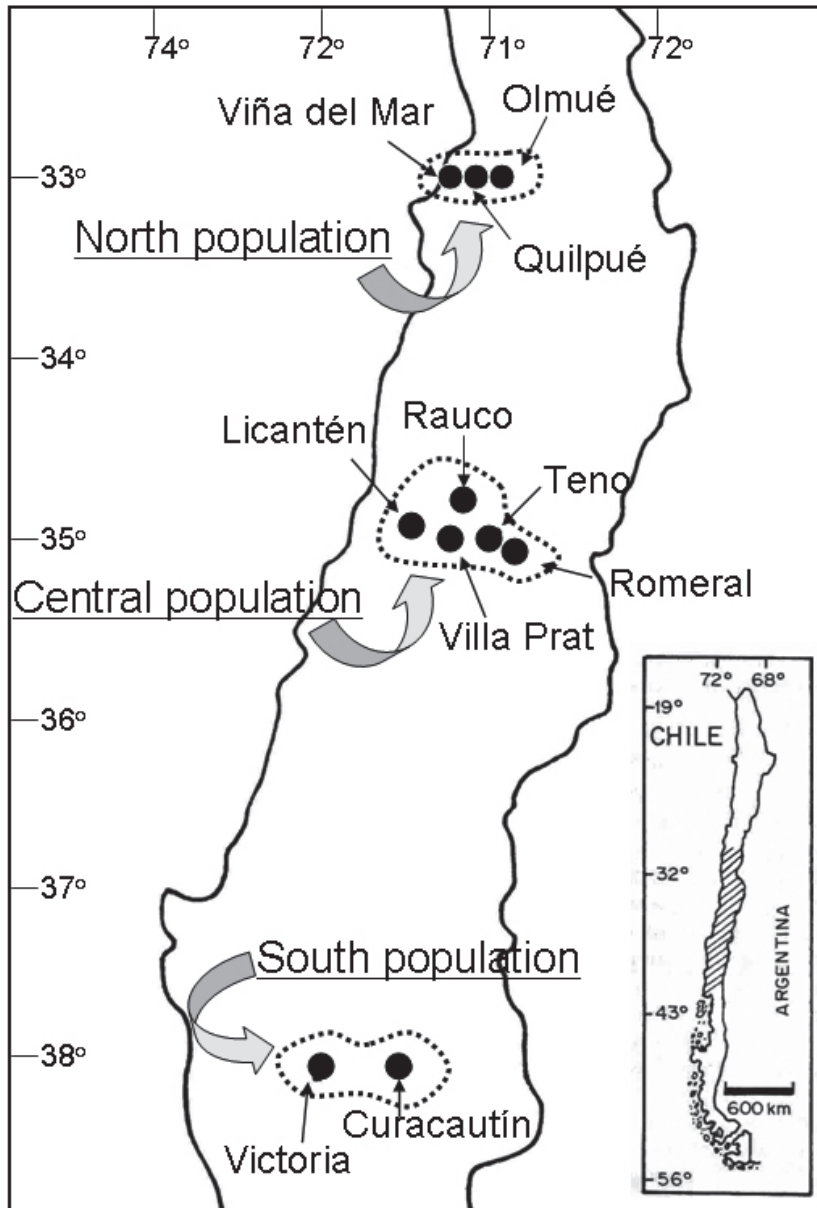 74° 72° 71° 72°
Olmué
Viña del Mar
33°
North population
Quilpué
34°
Rauco
Licantén
Teno
35°
Romeral
Central population
Villa Prat
72° 68°
19°
CHILE
36°
32°
37°
ARGENTINA
South population
43°
38°
600 km
Curacautín
Victoria
56°